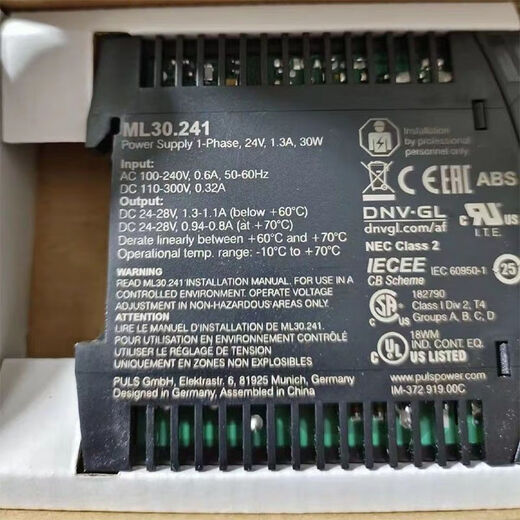 ML30.241
Power Supply 1-Phase, 24V, 1.3A, 30W
Input:
AC 100-240V, 0.6A, 50-60Hz
DC 110-300V, 0.32A
Output:
DC 24-28V, 1.3-1.1A (below +60°C)
DC 24-28V, 0.94-0.8A (at +70°C)
Derate linearly between +60°C and +70°C
Operational temp. range: -10°C to +70°C
WARNING
READ ML30.241 INSTALLATION MANUAL. FOR USE IN A
CONTROLLED ENVIRONMENT. OPERATE VOLTAGE
ADJUSTMENT IN NON-HAZARDOUS AREAS ONLY.
ATTENTION
LIRE LE MANUEL D'INSTALLATION DE ML30.241.
POUR UTILISATION EN ENVIRONNEMENT CONTRÔLÉ
UTILISER LE RÉGLAGE DE TENSION
UNIQUEMENT EN ZONES NON EXPLOSIBLES
PULS GmbH, Elektrastr. 6, 81925 Munich, Germany
Designed in Germany, Assembled in China
Installation
by professional
personnel only
CE EAC ABS
DNV·GL
dnvgl.com/af
c RU US
I.T.E.
NEC Class 2
IECEE
CB Scheme
IEC 60950-1
25
c SA US
182790
Class I Div 2, T4
Groups A, B, C, D
c UL
18WM
IND. CONT. EQ.
US LISTED
www.pulspower.com
IM-372 919.00C